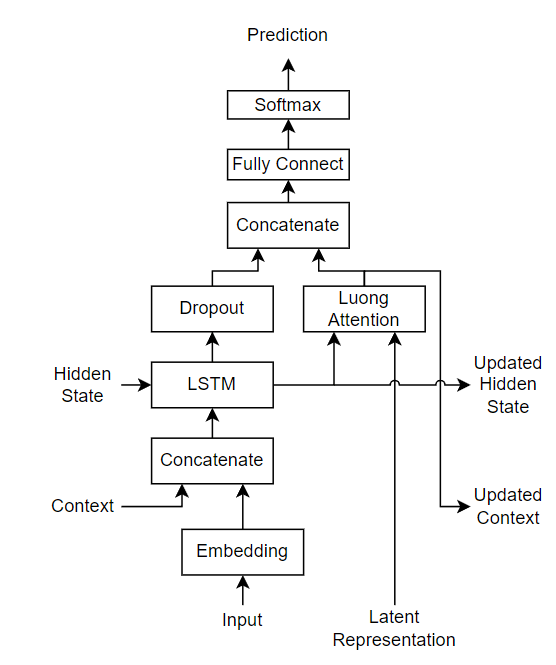 Prediction
Softmax
Fully Connect
Concatenate
Dropout
Luong
Attention
Hidden
State
LSTM
Updated
Hidden
State
Concatenate
Context
Updated
Context
Embedding
Input
Latent
Representation